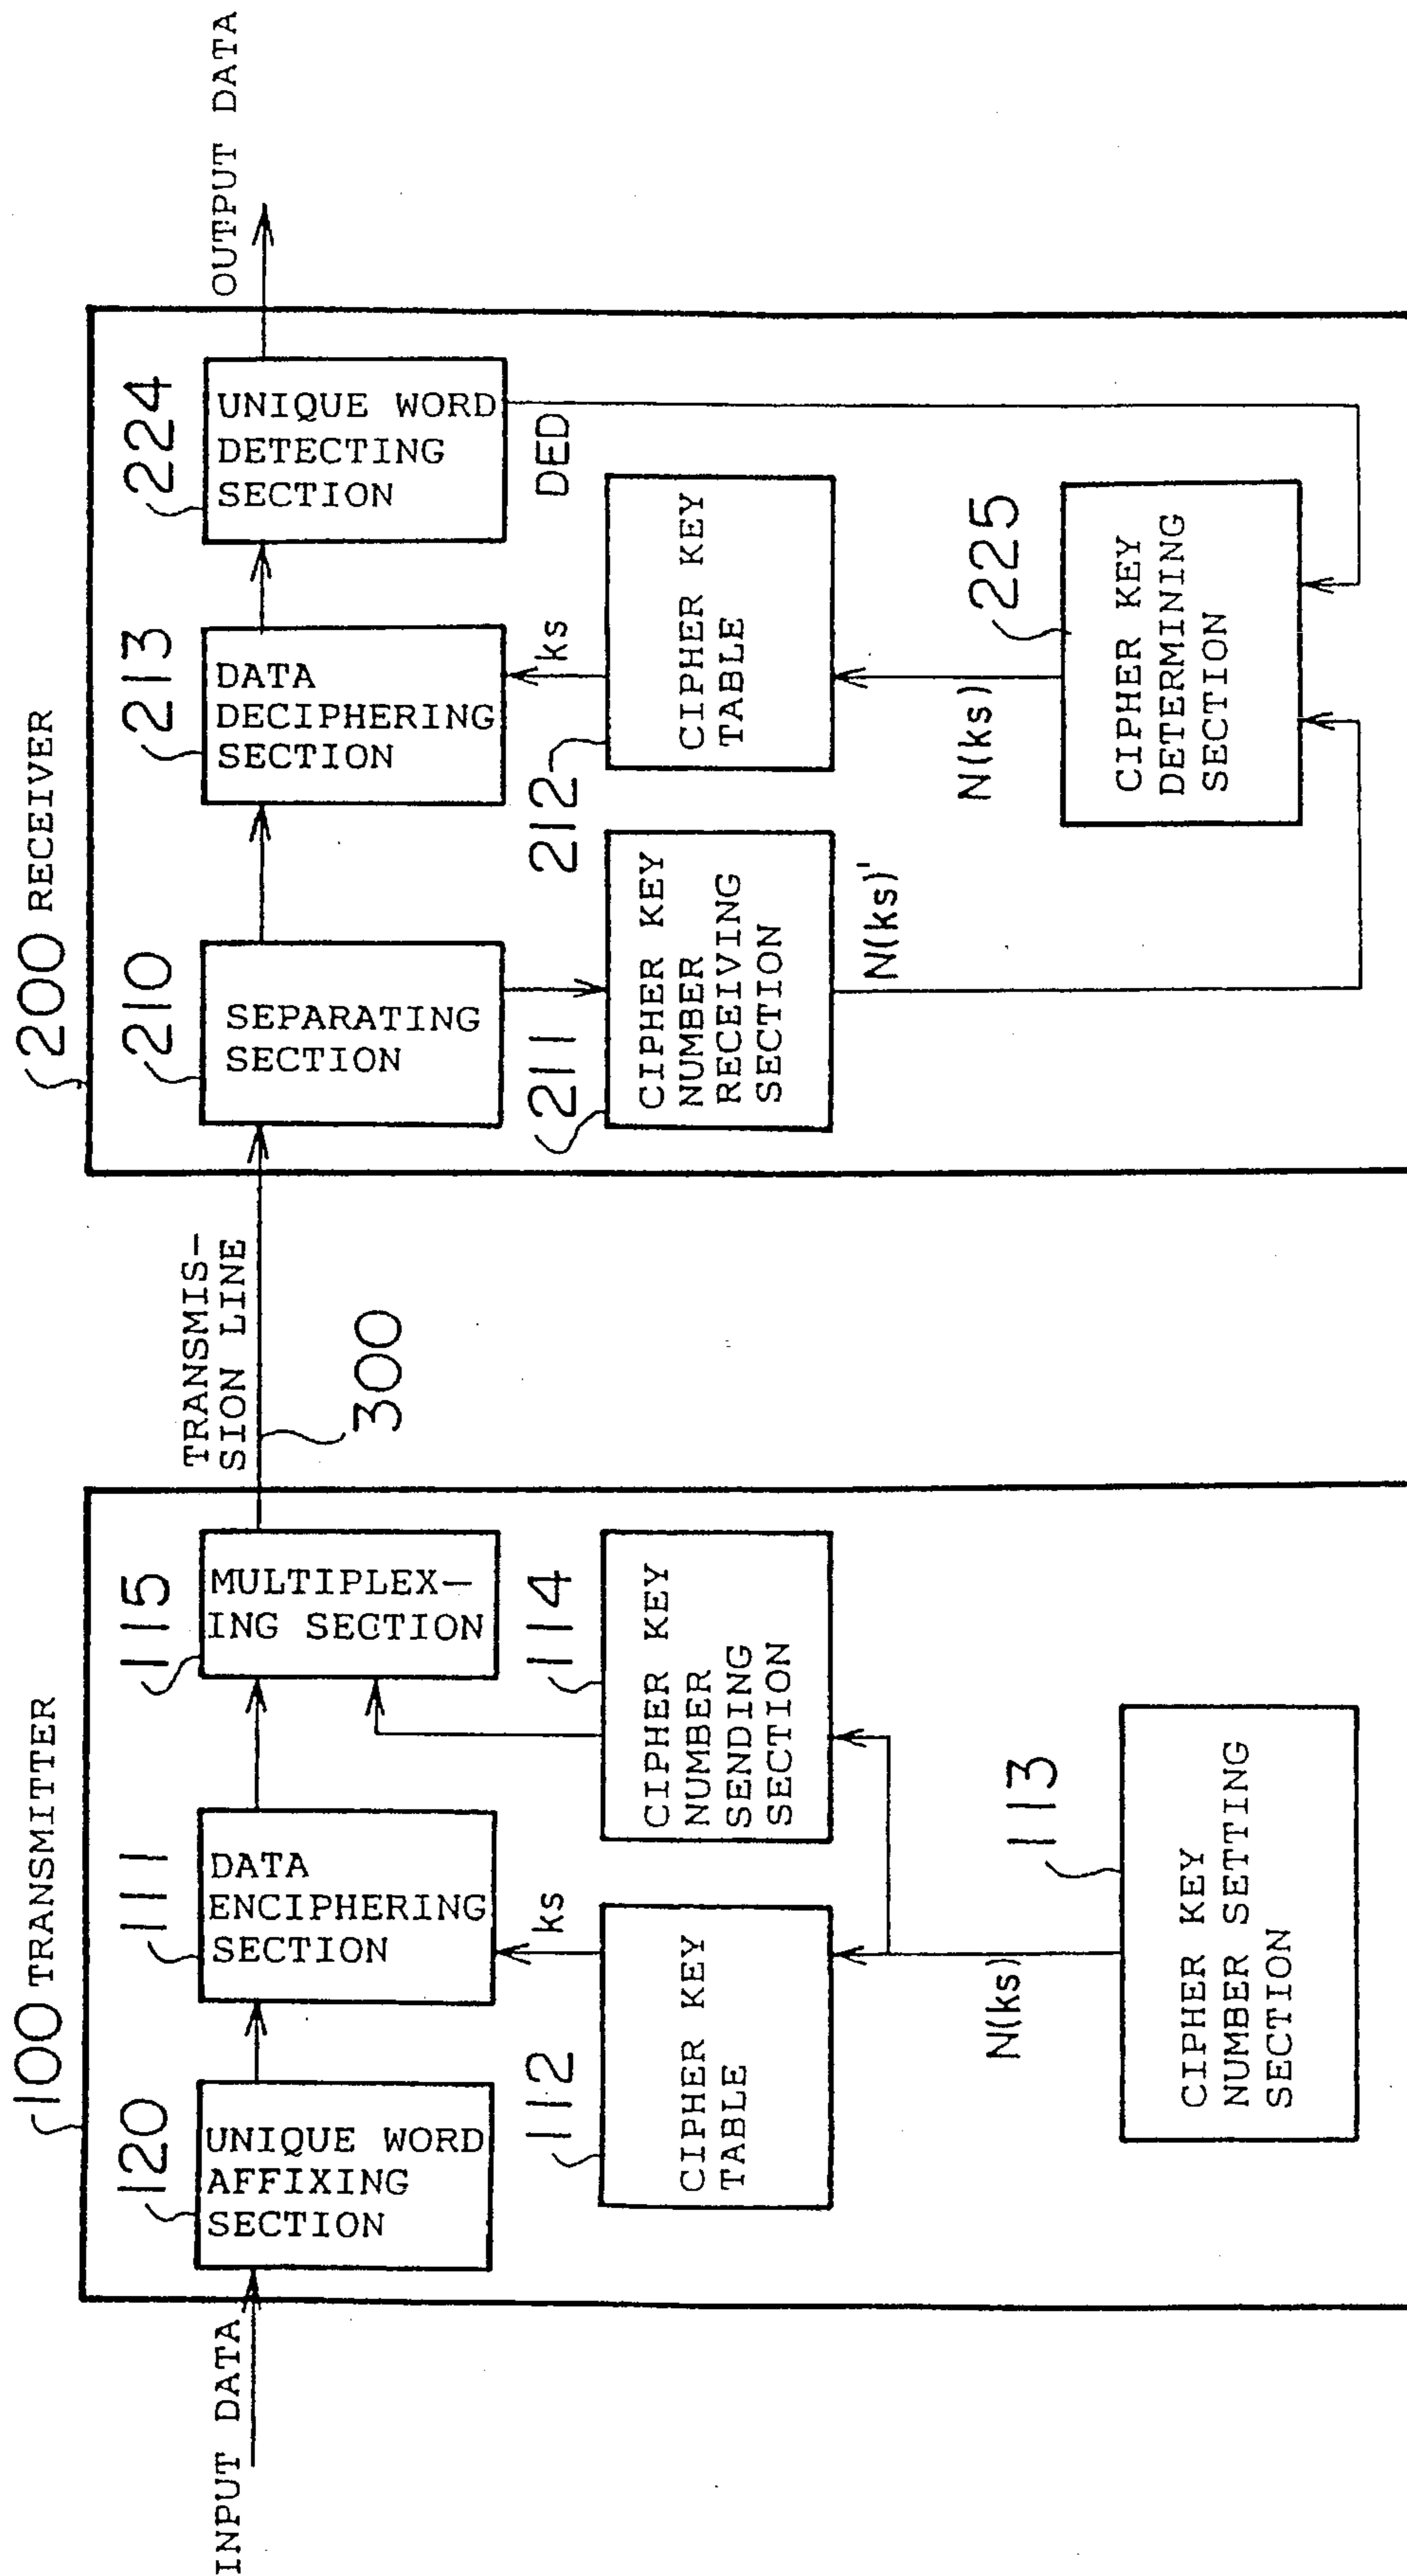 100 TRANSMITTER
INPUT DATA
120
UNIQUE WORD
AFFIXING
SECTION
111
DATA
ENCIPHERING
SECTION
115
MULTIPLEX-
ING SECTION
ks
112
CIPHER KEY
TABLE
114
CIPHER KEY
NUMBER
SENDING
SECTION
N(ks)
113
CIPHER KEY
NUMBER SETTING
SECTION
TRANSMIS-
SION LINE
300
200 RECEIVER
210
SEPARATING
SECTION
213
DATA
DECIPHERING
SECTION
224
UNIQUE WORD
DETECTING
SECTION
OUTPUT DATA
ks
DED
211
CIPHER KEY
NUMBER
RECEIVING
SECTION
212
CIPHER KEY
TABLE
N(ks)'
N(ks)
225
CIPHER KEY
DETERMINING
SECTION